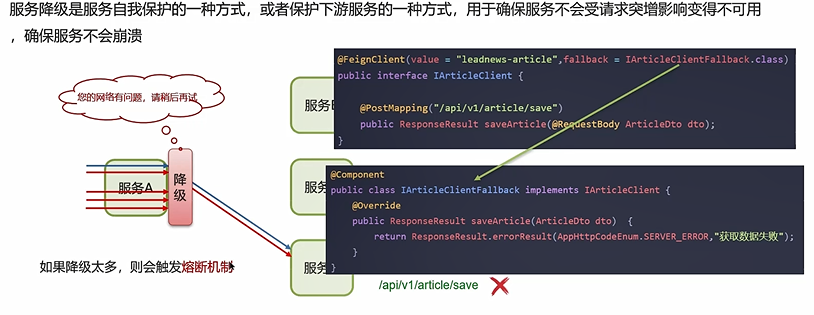 服务降级是服务自我保护的一种方式，或者保护下游服务的一种方式，用于确保服务不会受请求突增影响变得不可用
，确保服务不会崩溃
@FeignClient(value = "leadnews-article",fallback = IArticleClientFallback.class)
public interface IArticleClient {
@PostMapping("/api/v1/article/save")
public ResponseResult saveArticle(@RequestBody ArticleDto dto);
}
您的网络有问题，请稍后再试
服务
服务A
降级
服务
@Component
public class IArticleClientFallback implements IArticleClient {
@Override
public ResponseResult saveArticle(ArticleDto dto)  {
return ResponseResult.errorResult(AppHttpCodeEnum.SERVER_ERROR,"获取数据失败");
}
}
服务
如果降级太多，则会触发熔断机制
/api/v1/article/save